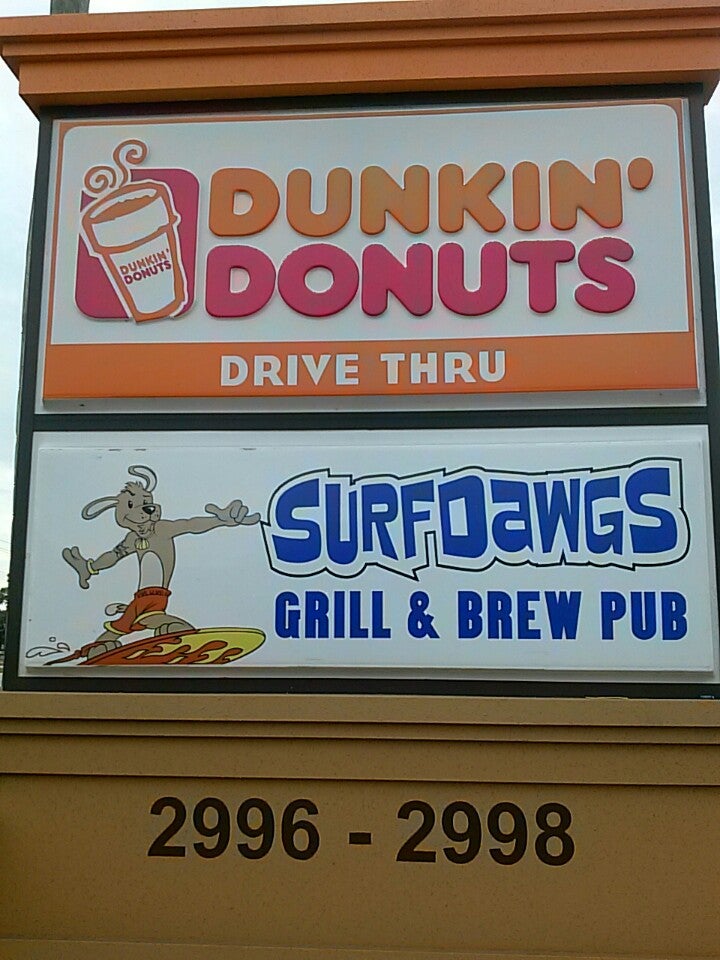 DUNKIN'
DONUTS
DUNKIN'
DONUTS
DRIVE THRU
SURFDAWGS
GRILL & BREW PUB
2996 - 2998